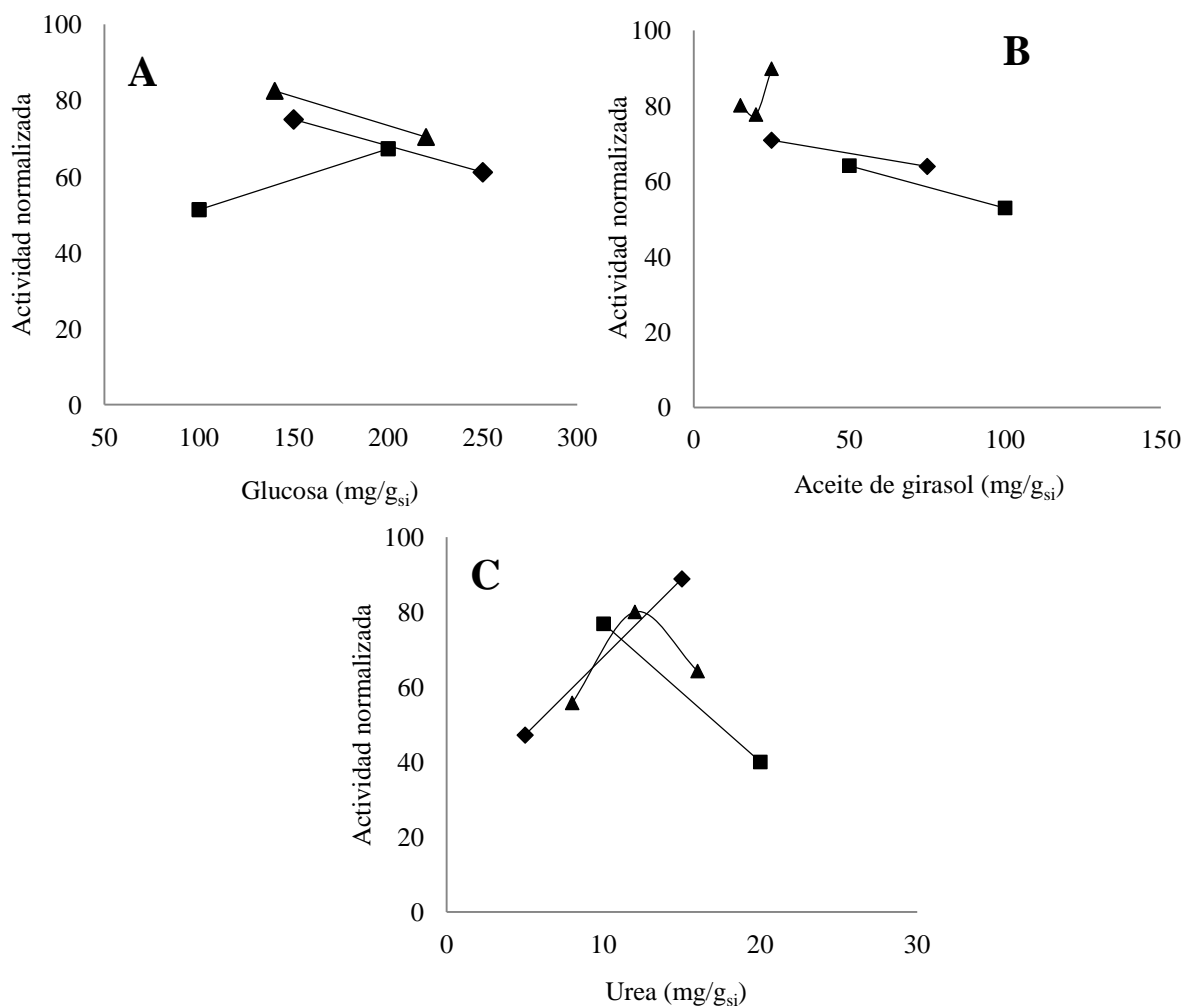 A
Actividad normalizada
100
80
60
40
20
0
50 100 150 200 250 300
Glucosa (mg/gsi)
B
Actividad normalizada
100
80
60
40
20
0
0 50 100 150
Aceite de girasol (mg/gsi)
C
Actividad normalizada
100
80
60
40
20
0
0 10 20 30
Urea (mg/gsi)